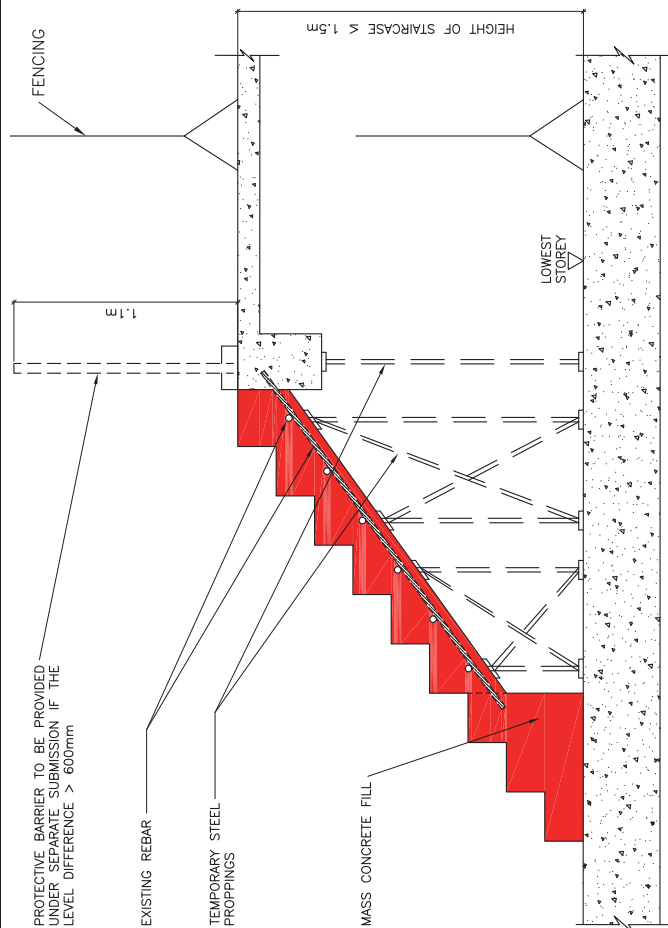 PROTECTIVE BARRIER TO BE PROVIDED
UNDER SEPARATE SUBMISSION IF THE
LEVEL DIFFERENCE > 600mm
EXISTING REBAR
TEMPORARY STEEL
PROPPINGS
MASS CONCRETE FILL
1.1m
FENCING
LOWEST
STOREY
HEIGHT OF STAIRCASE ≤ 1.5m